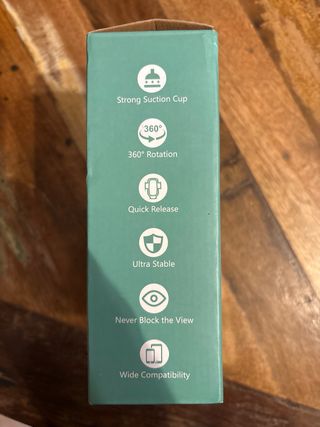 Strong Suction Cup
360°
360° Rotation
Quick Release
Ultra Stable
Never Block the View
Wide Compatibility